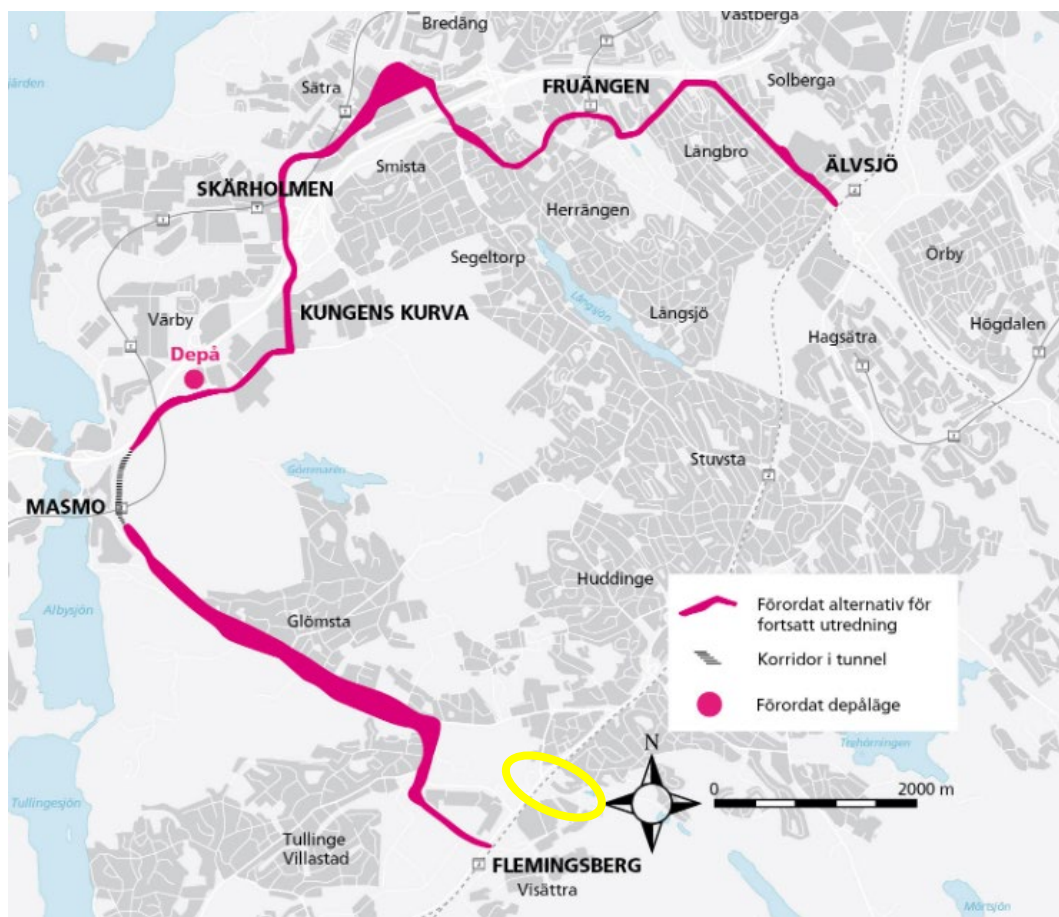 Bredäng
Västberga
Sätra
FRUÄNGEN
Solberga
Smista
Långbro
ÄLVSJÖ
SKÄRHOLMEN
Herrängen
Segeltorp
Örby
Långsjön
KUNGENS KURVA
Långsjö
Högdalen
Vårby
Hagsätra
Depå
Stuvsta
Gömmaren
MASMO
Huddinge
Albysjön
Glömsta
Förordat alternativ för
fortsatt utredning
Korridor i tunnel
Förordat depåläge
Trehörningen
N
0 2000 m
Tullingesjön
Tullinge
Villastad
FLEMINGSBERG
Visättra
Mörtsjön